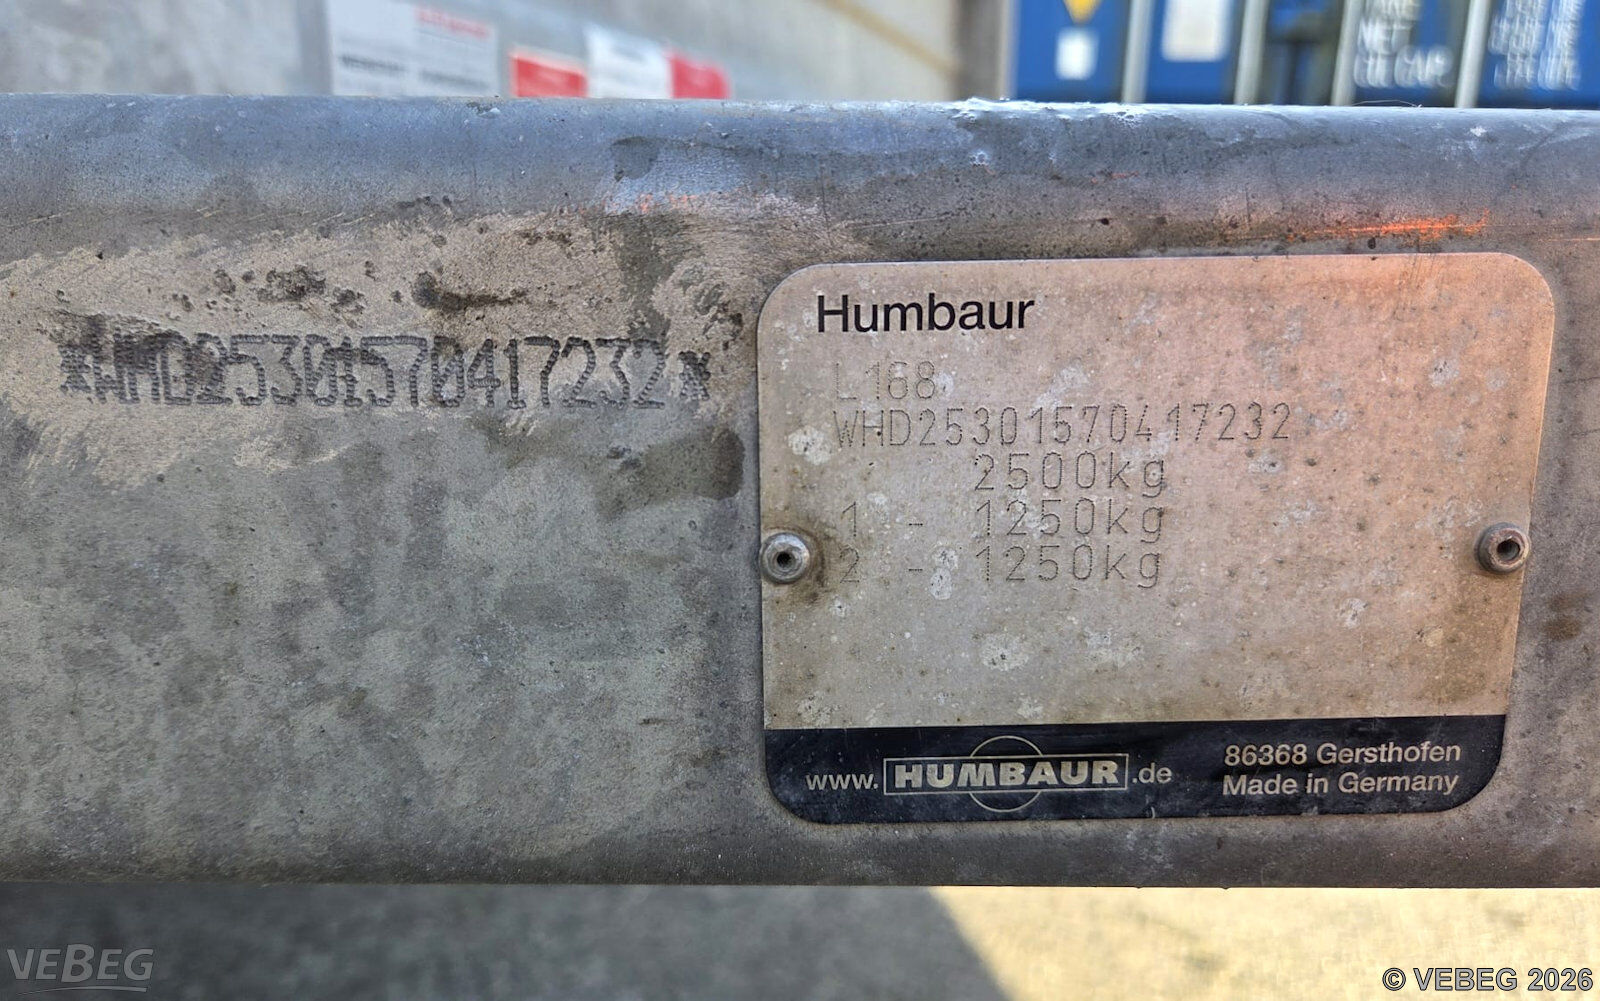 *WHD25301570417232*
Humbaur
L168
WHD25301570417232
2500kg
1 - 1250kg
2 - 1250kg
www.HUMBAUR.de
86368 Gersthofen
Made in Germany
VEBEG
© VEBEG 2026